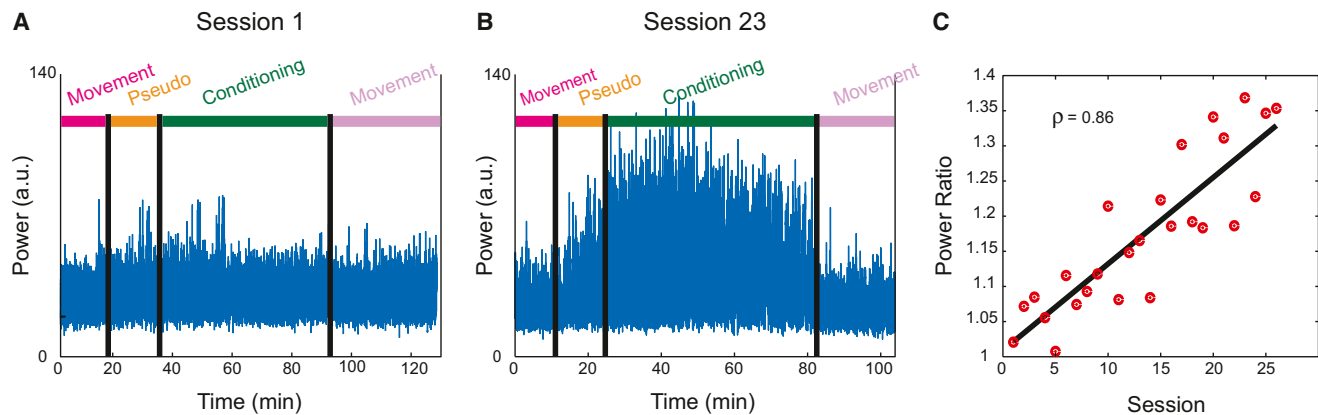 A
Session 1
Movement
Pseudo
Conditioning
Movement
140
0
Power (a.u.)
0 20 40 60 80 100 120
Time (min)
B
Session 23
Movement
Pseudo
Conditioning
Movement
140
0
Power (a.u.)
0 20 40 60 80 100
Time (min)
C
ρ = 0.86
1.4
1.35
1.3
1.25
1.2
1.15
1.1
1.05
1
Power Ratio
0 5 10 15 20 25
Session